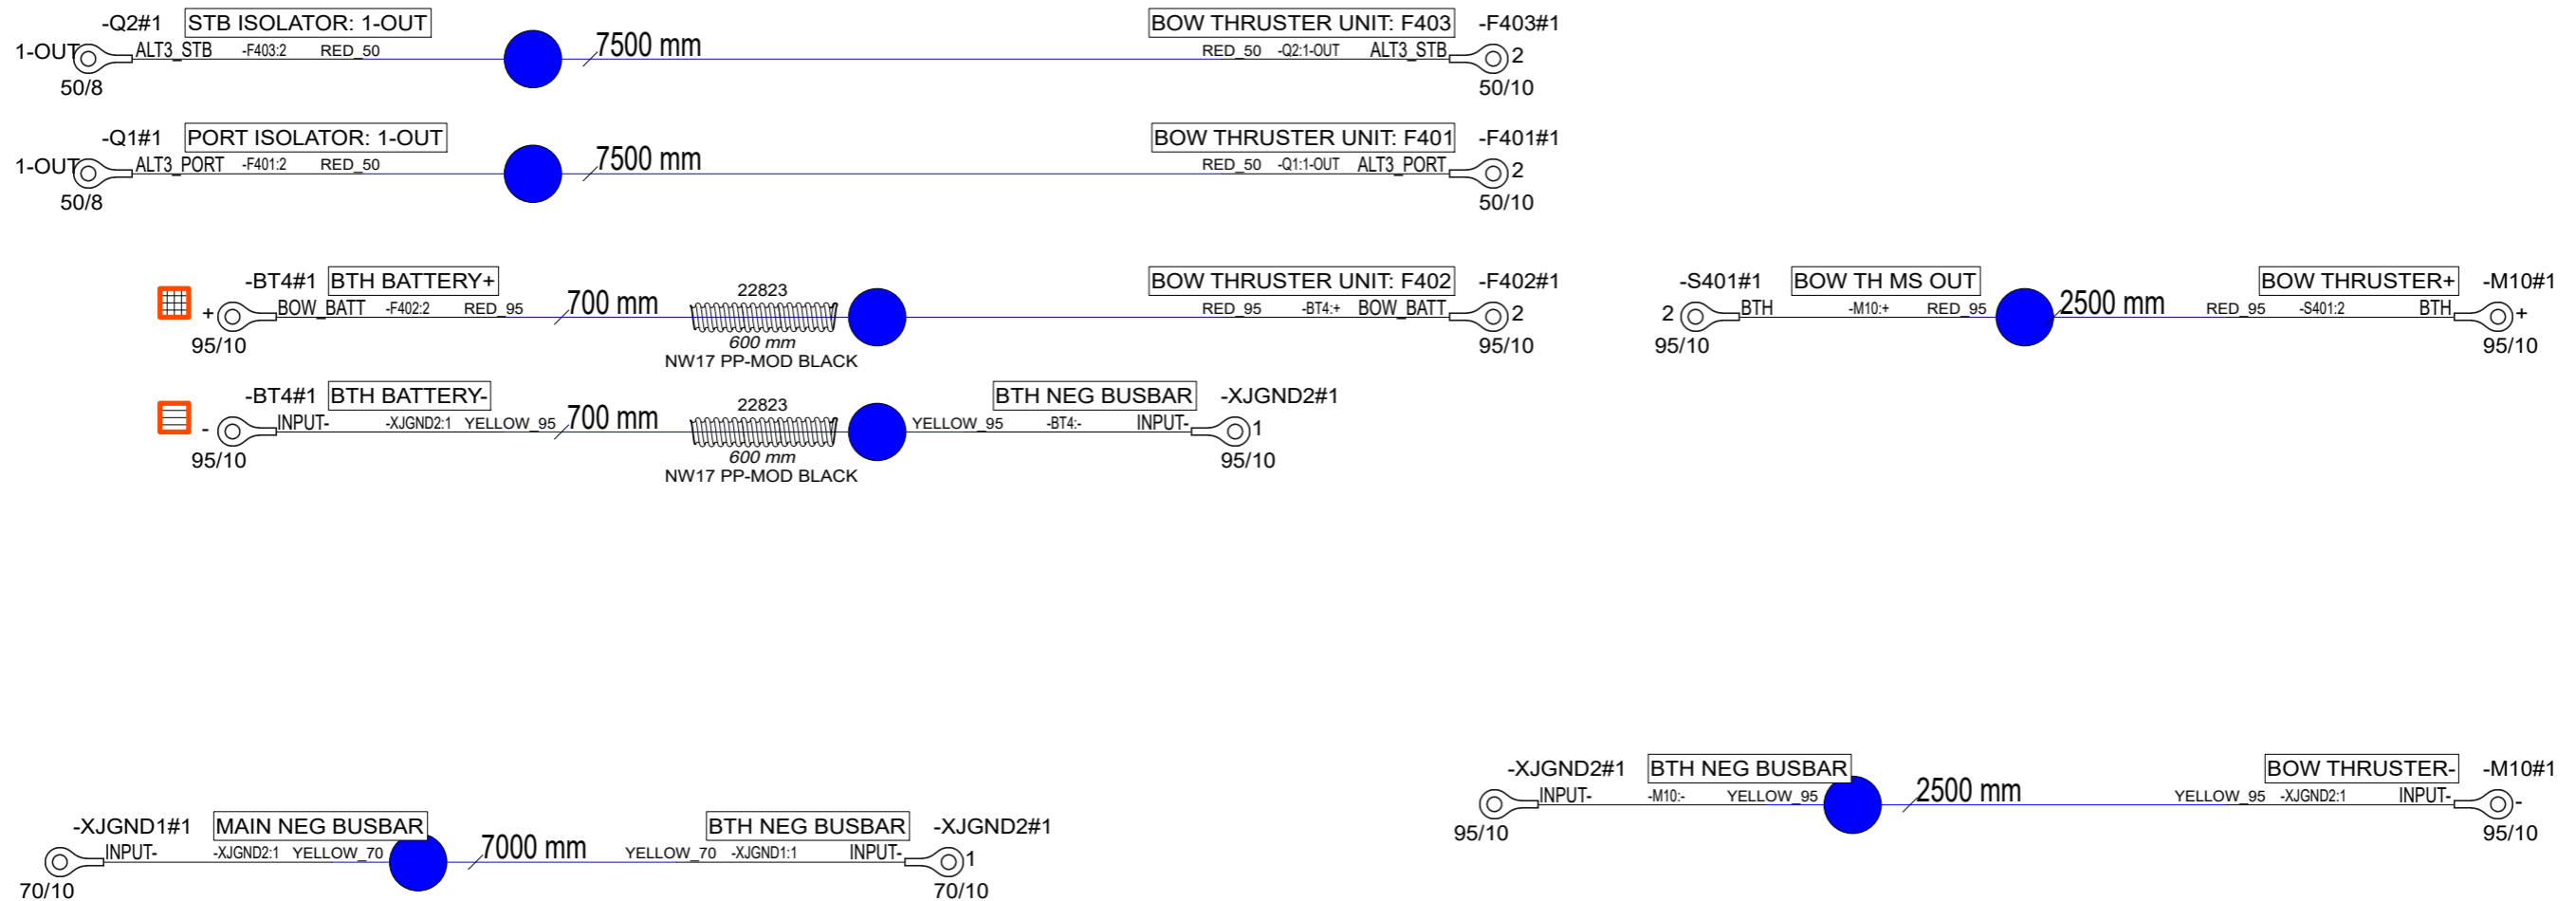 -Q2#1 STB ISOLATOR: 1-OUT BOW THRUSTER UNIT: F403 -F403#1
1-OUT ALT3_STB -F403:2 RED_50 7500 mm RED_50 -Q2:1-OUT ALT3_STB 2
50/8 50/10
-Q1#1 PORT ISOLATOR: 1-OUT BOW THRUSTER UNIT: F401 -F401#1
1-OUT ALT3_PORT -F401:2 RED_50 7500 mm RED_50 -Q1:1-OUT ALT3_PORT 2
50/8 50/10
-BT4#1 BTH BATTERY+ 22823 BOW THRUSTER UNIT: F402 -F402#1 -S401#1 BOW TH MS OUT BOW THRUSTER+ -M10#1
+ BOW_BATT -F402:2 RED_95 700 mm RED_95 -BT4:+ BOW_BATT 2 2 BTH -M10:+ RED_95 2500 mm RED_95 -S401:2 BTH +
95/10 600 mm 95/10 95/10 95/10
NW17 PP-MOD BLACK
-BT4#1 BTH BATTERY- 22823 BTH NEG BUSBAR -XJGND2#1
- INPUT- -XJGND2:1 YELLOW_95 700 mm YELLOW_95 -BT4:- INPUT- 1
95/10 600 mm 95/10
NW17 PP-MOD BLACK
-XJGND2#1 BTH NEG BUSBAR BOW THRUSTER- -M10#1
INPUT- -M10:- YELLOW_95 2500 mm YELLOW_95 -XJGND2:1 INPUT- -
95/10 95/10
-XJGND1#1 MAIN NEG BUSBAR BTH NEG BUSBAR -XJGND2#1
INPUT- -XJGND2:1 YELLOW_70 7000 mm YELLOW_70 -XJGND1:1 INPUT- 1
70/10 70/10